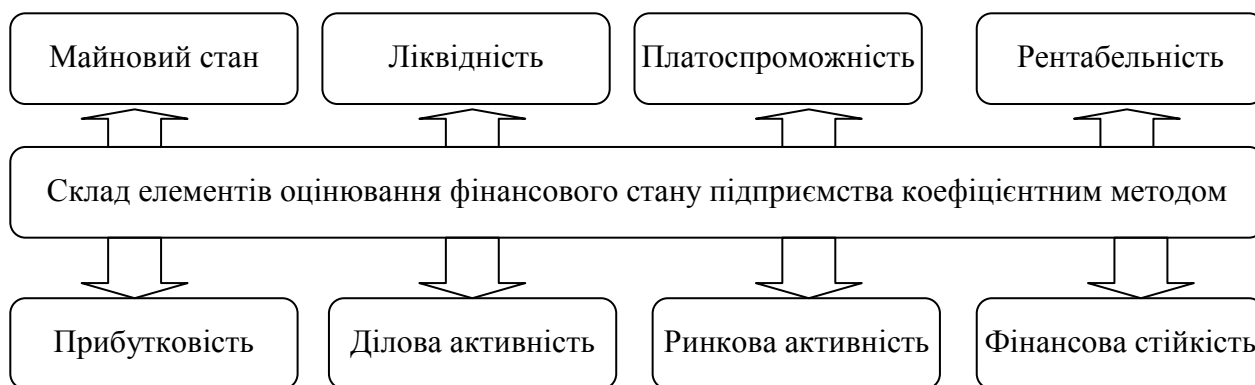 Майновий стан
Ліквідність
Платоспроможність
Рентабельність
Склад елементів оцінювання фінансового стану підприємства коефіцієнтним методом
Прибутковість
Ділова активність
Ринкова активність
Фінансова стійкість